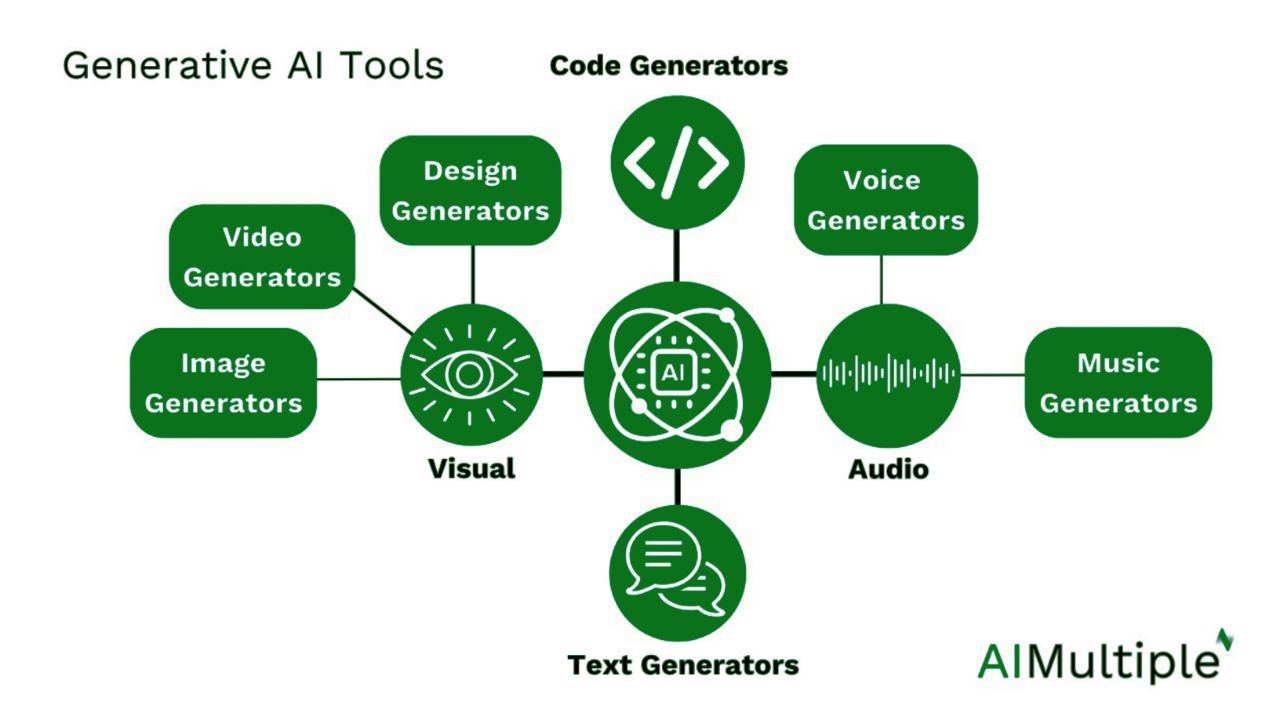 Generative AI Tools
Code Generators
Design
Generators
Voice
Generators
Video
Generators
Image
Generators
AI
Music
Generators
Visual
Audio
Text Generators
AIMultiple